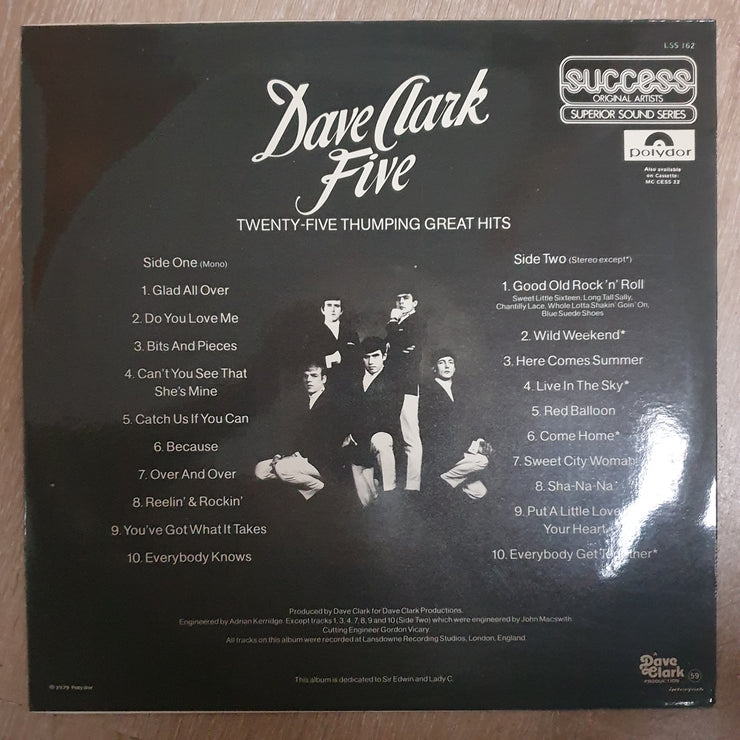 LSS 162
success
ORIGINAL ARTISTS
SUPERIOR SOUND SERIES
polydor
Also available
on Cassette:
MC CESS 22
Dave Clark
Five
TWENTY-FIVE THUMPING GREAT HITS
Side One (Mono)
1. Glad All Over
2. Do You Love Me
3. Bits And Pieces
4. Can't You See That
She's Mine
5. Catch Us If You Can
6. Because
7. Over And Over
8. Reelin' & Rockin'
9. You've Got What It Takes
10. Everybody Knows
Side Two (Stereo except*)
1. Good Old Rock 'n' Roll
Sweet Little Sixteen, Long Tall Sally,
Chantilly Lace, Whole Lotta Shakin' Goin' On,
Blue Suede Shoes
2. Wild Weekend*
3. Here Comes Summer
4. Live In The Sky*
5. Red Balloon
6. Come Home*
7. Sweet City Woman
8. Sha-Na-Na*
9. Put A Little Love
Your Heart
10. Everybody Get Together*
Produced by Dave Clark for Dave Clark Productions.
Engineered by Adrian Kerridge. Except tracks 1, 3, 4, 7, 8, 9 and 10 (Side Two) which were engineered by John Macswith.
Cutting Engineer Gordon Vicary.
All tracks on this album were recorded at Lansdowne Recording Studios, London, England.
This album is dedicated to Sir Edwin and Lady C.
℗ 1979 Polydor
A
Dave
Clark
PRODUCTION
59